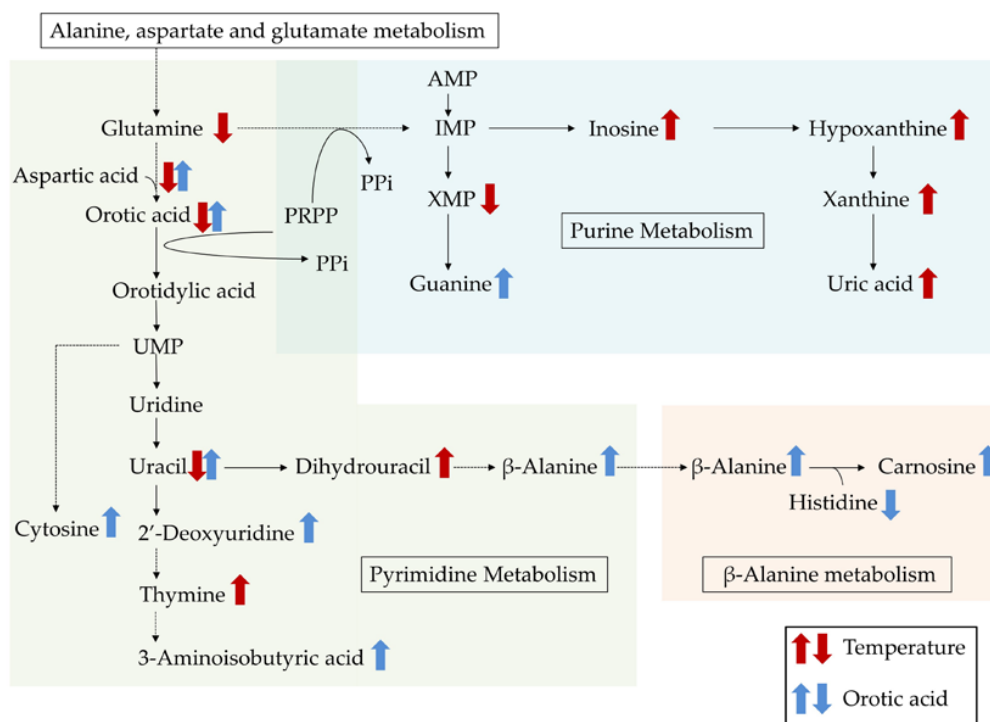 Alanine, aspartate and glutamate metabolism
AMP
Glutamine
IMP
Inosine
Hypoxanthine
Aspartic acid
PPi
Orotic acid
PRPP
XMP
Xanthine
Purine Metabolism
PPi
Orotidylic acid
Guanine
Uric acid
UMP
Uridine
Uracil
Dihydrouracil
β-Alanine
β-Alanine
Carnosine
Histidine
Cytosine
2′-Deoxyuridine
Thymine
Pyrimidine Metabolism
β-Alanine metabolism
3-Aminoisobutyric acid
Temperature
Orotic acid